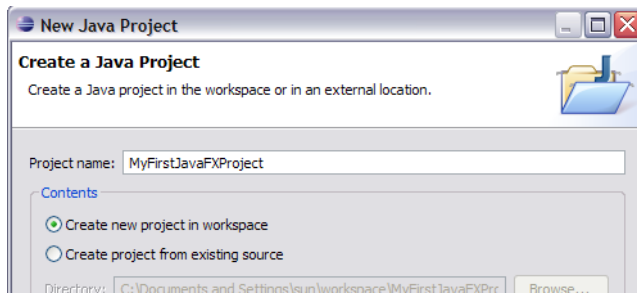 New Java Project
Create a Java Project
Create a Java project in the workspace or in an external location.
Project name: MyFirstJavaFXProject
Contents
Create new project in workspace
Create project from existing source
Directory: C:\Documents and Settings\sun\workspace\MyFirstJavaFXPrc Browse...